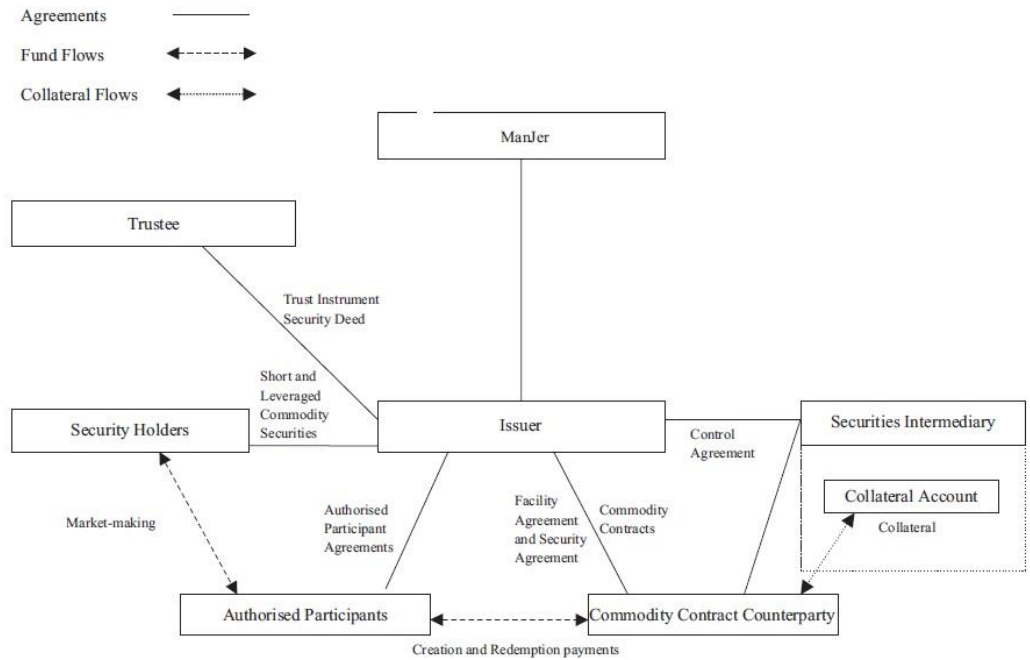 Agreements
Fund Flows
Collateral Flows
ManJer
Trustee
Trust Instrument
Security Deed
Short and
Leveraged
Commodity
Securities
Security Holders
Issuer
Securities Intermediary
Control
Agreement
Collateral Account
Collateral
Market-making
Authorised
Participant
Agreements
Facility
Agreement
and Security
Agreement
Commodity
Contracts
Authorised Participants
Commodity Contract Counterparty
Creation and Redemption payments